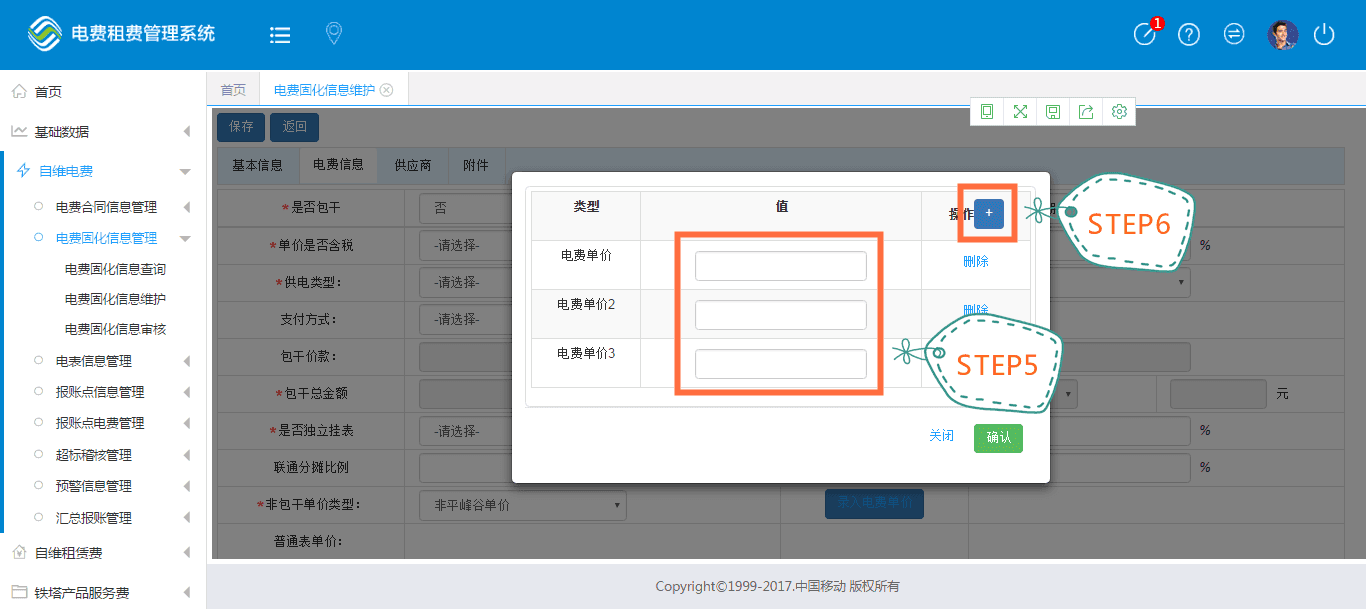 电费租费管理系统
1
首页
基础数据
自维电费
电费合同信息管理
电费固化信息管理
电费固化信息查询
电费固化信息维护
电费固化信息审核
电表信息管理
报账点信息管理
报账点电费管理
超标稽核管理
预警信息管理
汇总报账管理
自维租赁费
铁塔产品服务费
首页 电费固化信息维护
保存 返回
基本信息 电费信息 供应商 附件
*是否包干 否
*单价是否含税 -请选择- %
*供电类型: -请选择-
支付方式: -请选择-
包干价款:
*包干总金额 元
*是否独立挂表 -请选择- %
联通分摊比例 %
*非包干单价类型: 非平峰谷单价 录入电费单价
普通表单价:
类型 值 操作 +
电费单价 删除
电费单价2 删除
电费单价3
关闭 确认
STEP6
STEP5
Copyright©1999-2017.中国移动 版权所有